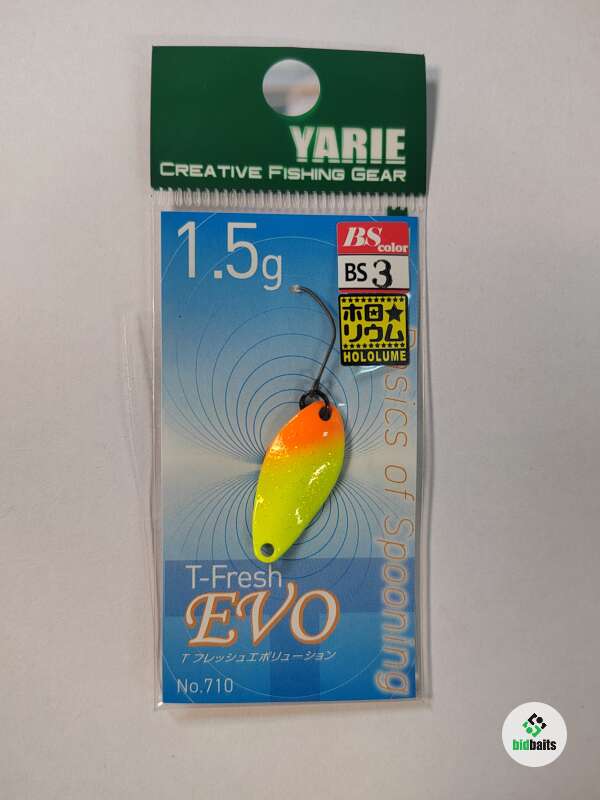 YARIE
CREATIVE FISHING GEAR
1.5g
BS color
BS 3
ホロ★
リウム
HOLOLUME
Basics of Spooning
T-Fresh
EVO
T フレッシュエボリューション
No.710
bidbaits